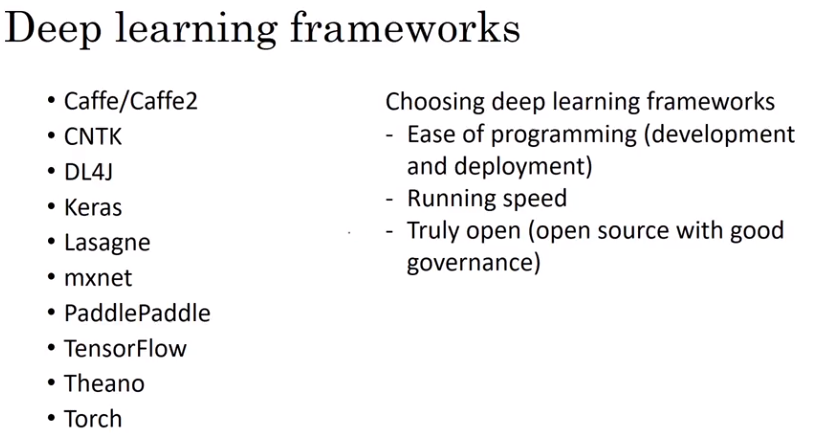 Deep learning frameworks
• Caffe/Caffe2
• CNTK
• DL4J
• Keras
• Lasagne
• mxnet
• PaddlePaddle
• TensorFlow
• Theano
• Torch
Choosing deep learning frameworks
- Ease of programming (development
and deployment)
- Running speed
- Truly open (open source with good
governance)